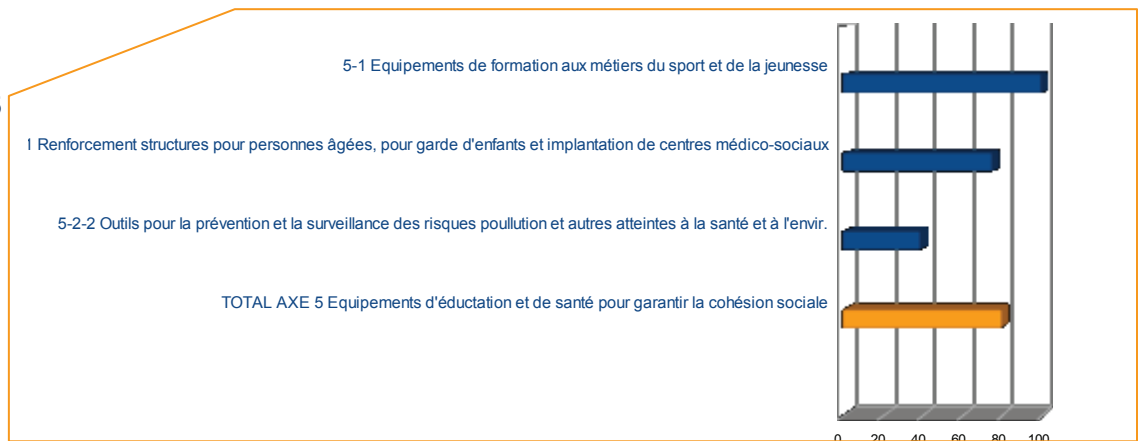 5-1 Equipements de formation aux métiers du sport et de la jeunesse
1 Renforcement structures pour personnes âgées, pour garde d'enfants et implantation de centres médico-sociaux
5-2-2 Outils pour la prévention et la surveillance des risques poullution et autres atteintes à la santé et à l'envir.
TOTAL AXE 5 Equipements d'éductation et de santé pour garantir la cohésion sociale
0 20 40 60 80 100